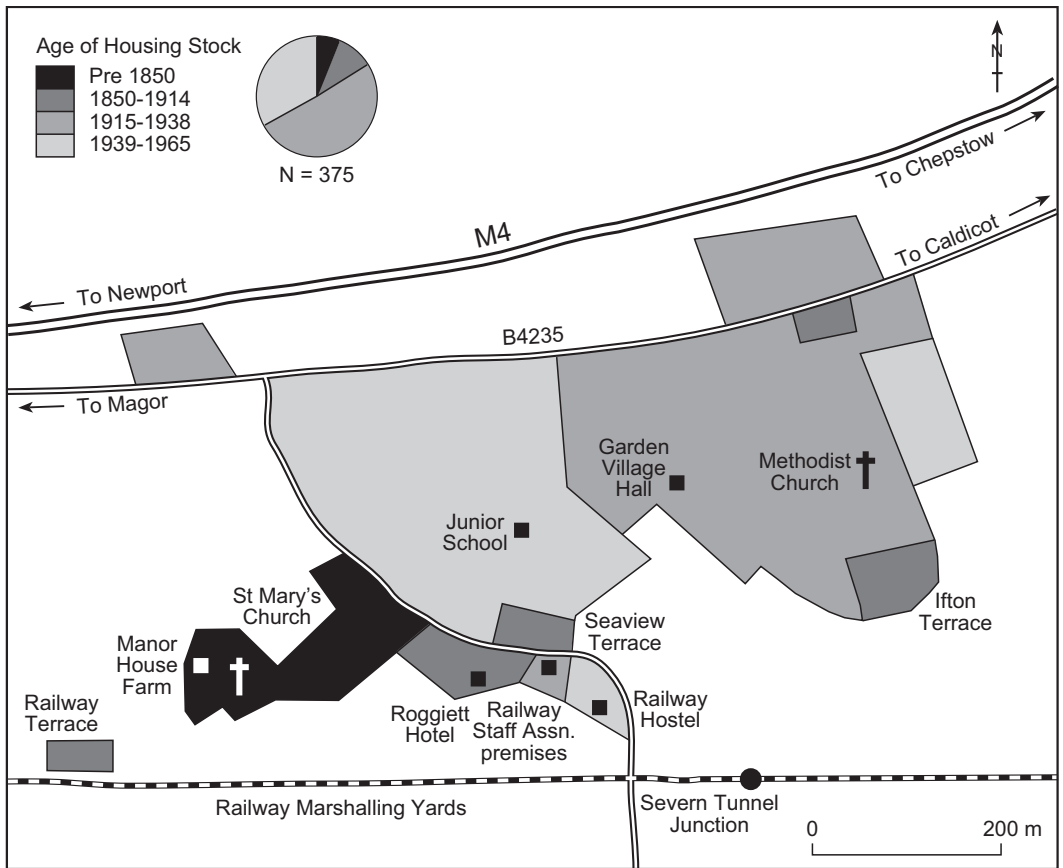 Age of Housing Stock
Pre 1850
1850-1914
1915-1938
1939-1965
N = 375
N
To Chepstow
M4
To Caldicot
To Newport
B4235
To Magor
Garden
Village
Hall
Methodist
Church
Junior
School
St Mary's
Church
Ifton
Terrace
Seaview
Terrace
Manor
House
Farm
Railway
Terrace
Roggiett
Hotel
Railway
Staff Assn.
premises
Railway
Hostel
Railway Marshalling Yards
Severn Tunnel
Junction
0 200 m